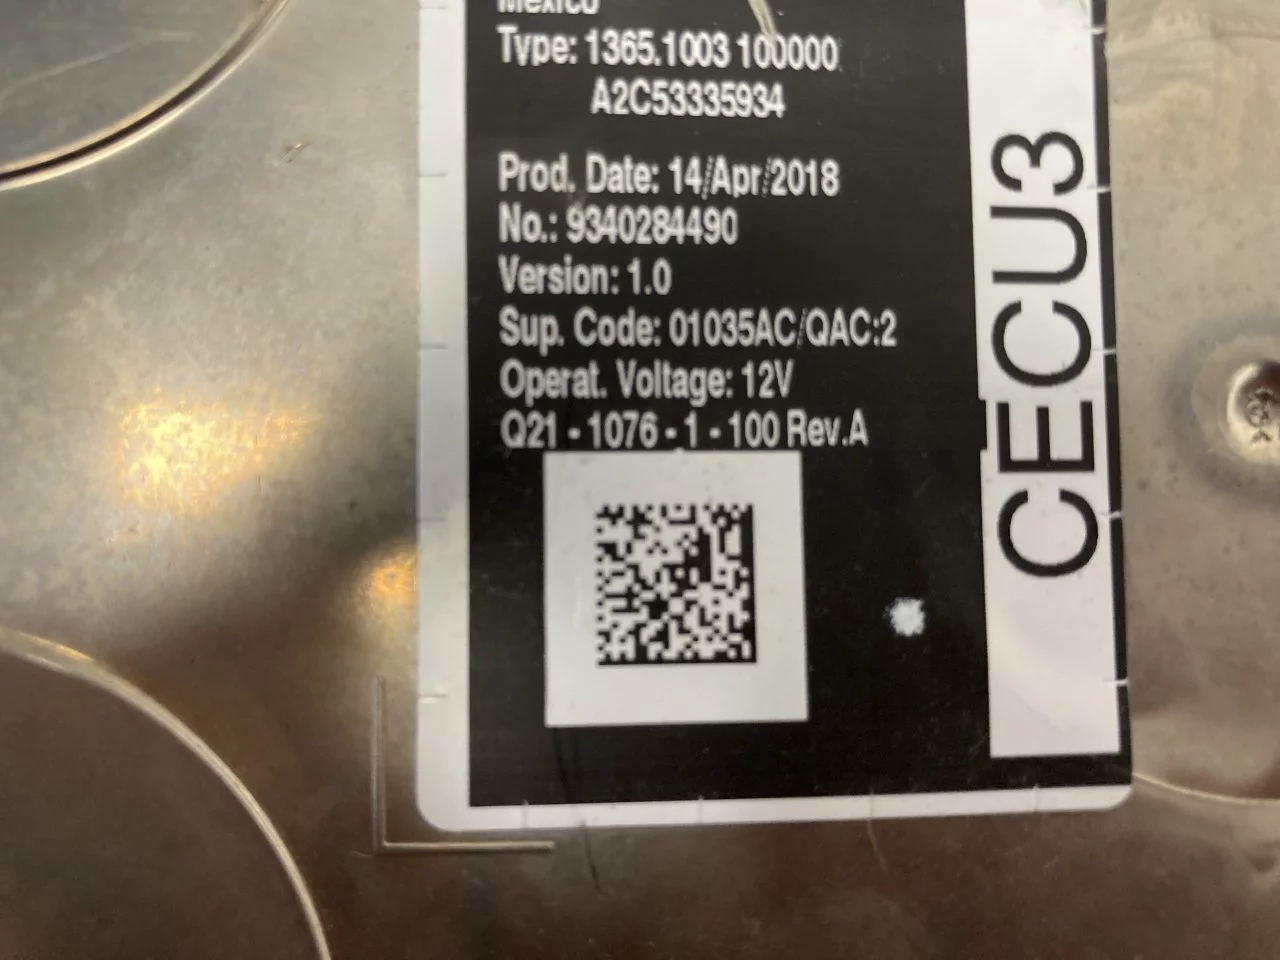 Mexico
Type: 1365.1003 100000
A2C53335934
Prod. Date: 14/Apr/2018
No.: 9340284490
Version: 1.0
Sup. Code: 01035AC/QAC:2
Operat. Voltage: 12V
Q21 - 1076 - 1 - 100 Rev.A
CECU3